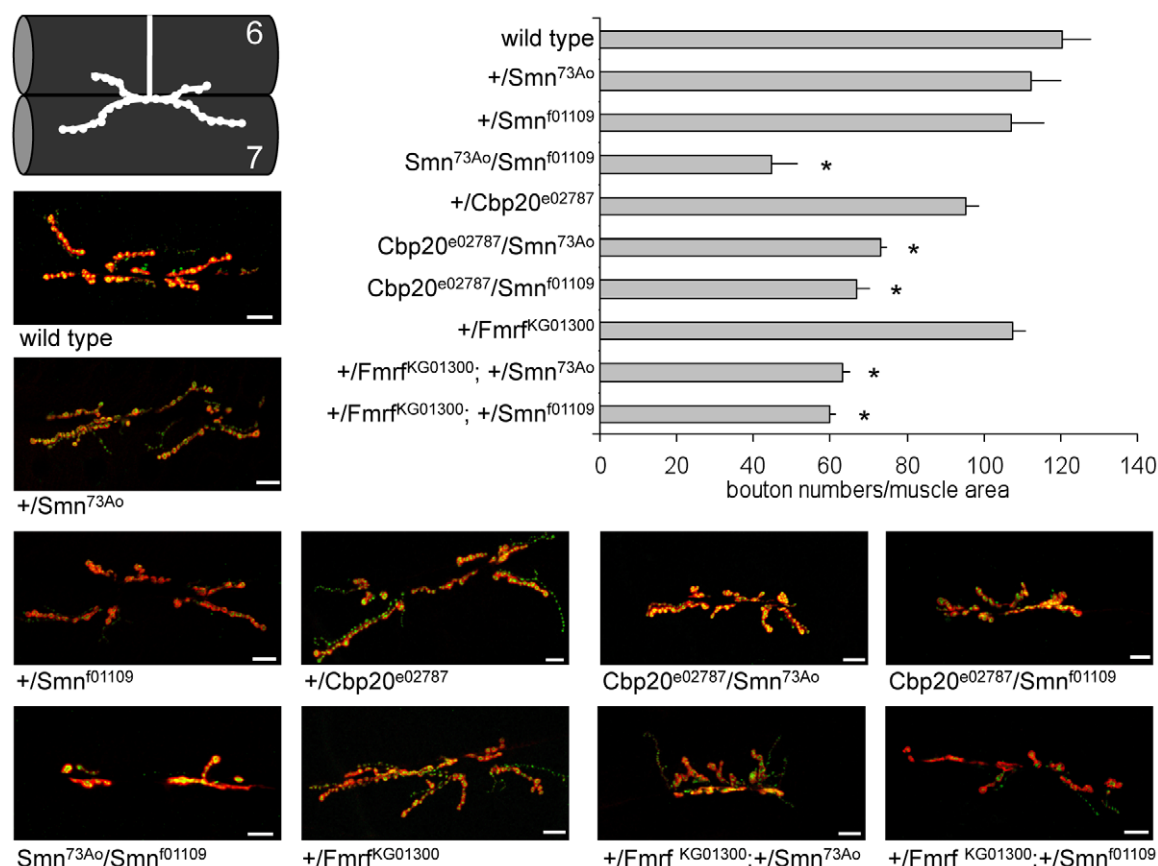 6
7
wild type
+/Smn73Ao
+/Smnf01109
Smn73Ao/Smnf01109
+/Cbp20e02787
Cbp20e02787/Smn73Ao
Cbp20e02787/Smnf01109
+/FmrfKG01300
+/FmrfKG01300; +/Smn73Ao
+/FmrfKG01300; +/Smnf01109
*
*
*
*
*
0 20 40 60 80 100 120 140
bouton numbers/muscle area
wild type
+/Smn73Ao
+/Smnf01109
+/Cbp20e02787
Cbp20e02787/Smn73Ao
Cbp20e02787/Smnf01109
Smn73Ao/Smnf01109
+/FmrfKG01300
+/Fmrf KG01300;+/Smn73Ao
+/Fmrf KG01300;+/Smnf01109